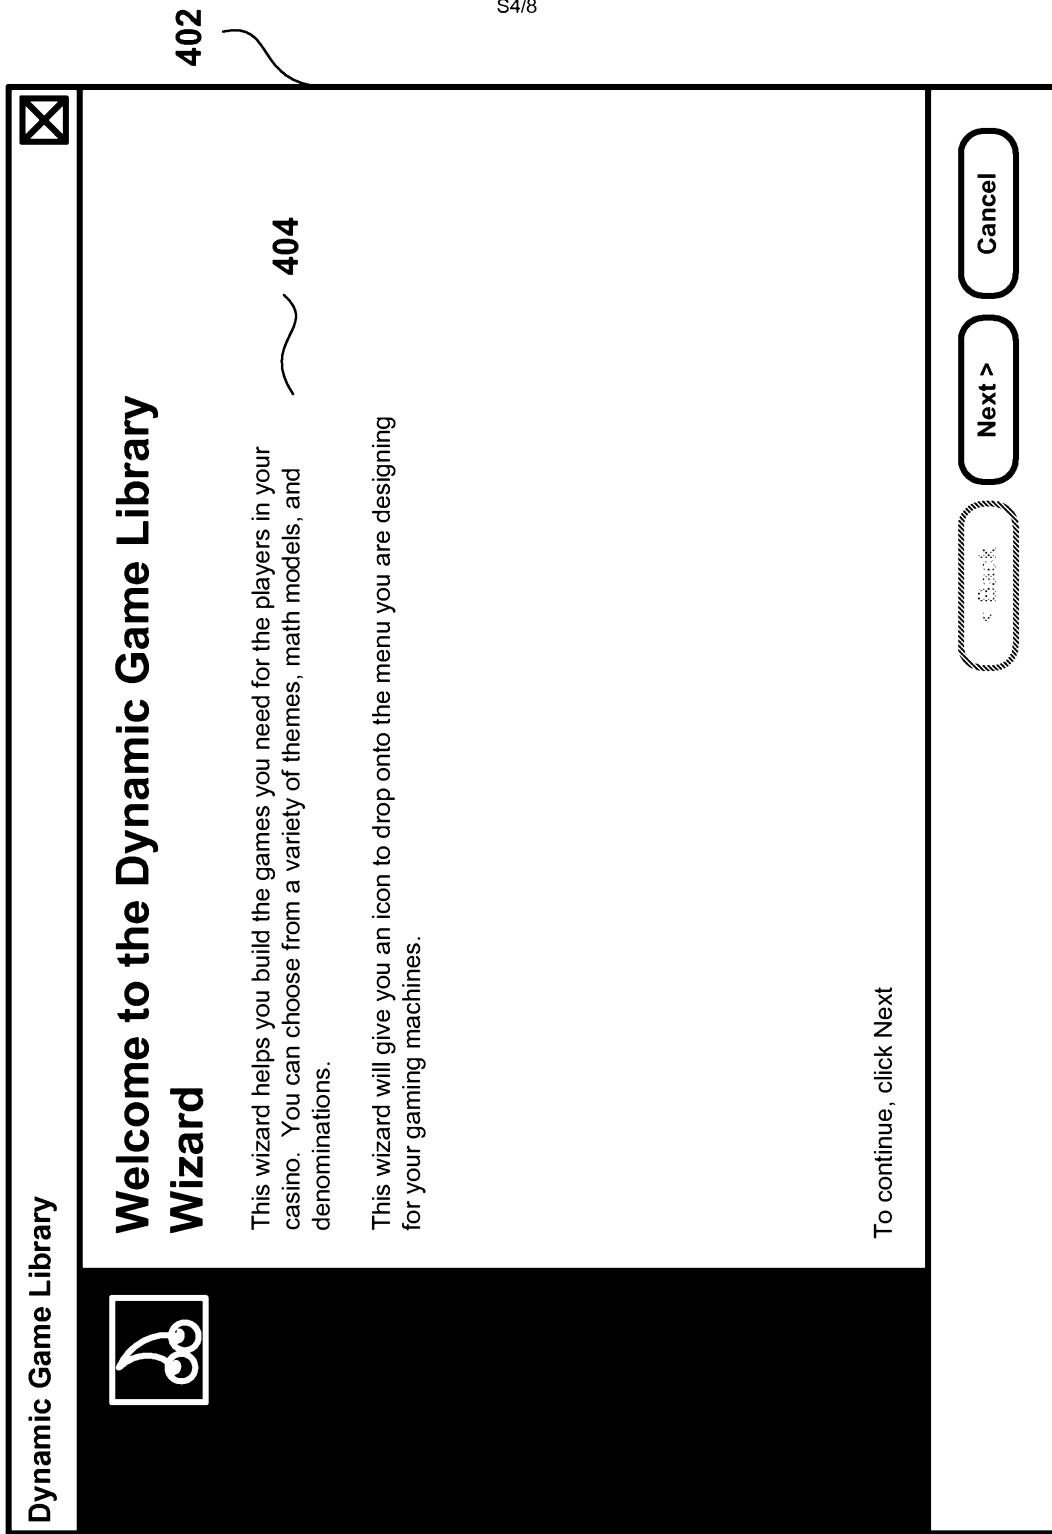 S4/8
402
Dynamic Game Library
Welcome to the Dynamic Game Library
Wizard
This wizard helps you build the games you need for the players in your
casino. You can choose from a variety of themes, math models, and
denominations.
404
This wizard will give you an icon to drop onto the menu you are designing
for your gaming machines.
To continue, click Next
< Back
Next >
Cancel